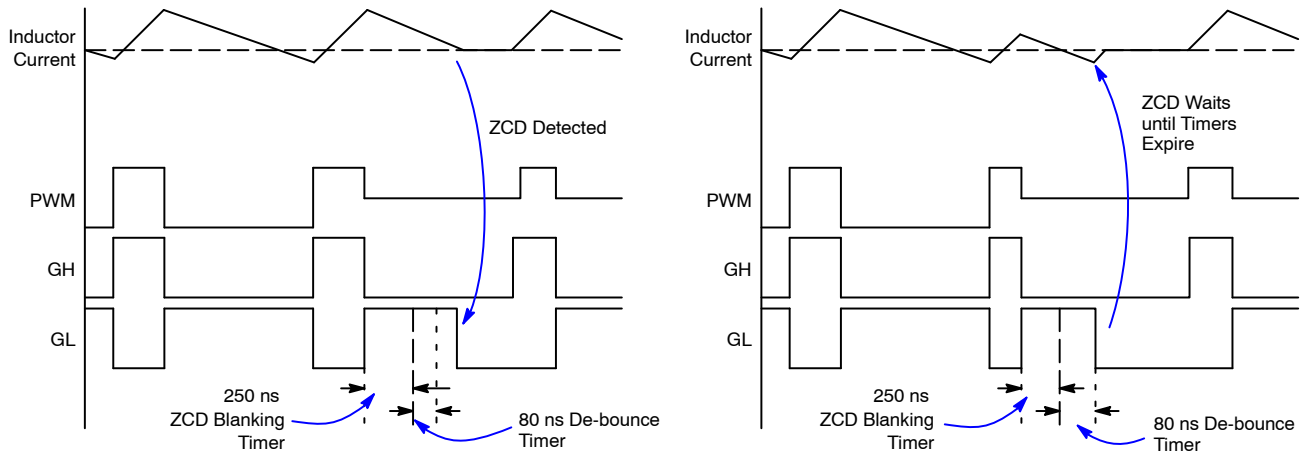 Inductor
Current
ZCD Detected
PWM
GH
GL
250 ns
ZCD Blanking
Timer
80 ns De-bounce
Timer
Inductor
Current
ZCD Waits
until Timers
Expire
PWM
GH
GL
250 ns
ZCD Blanking
Timer
80 ns De-bounce
Timer